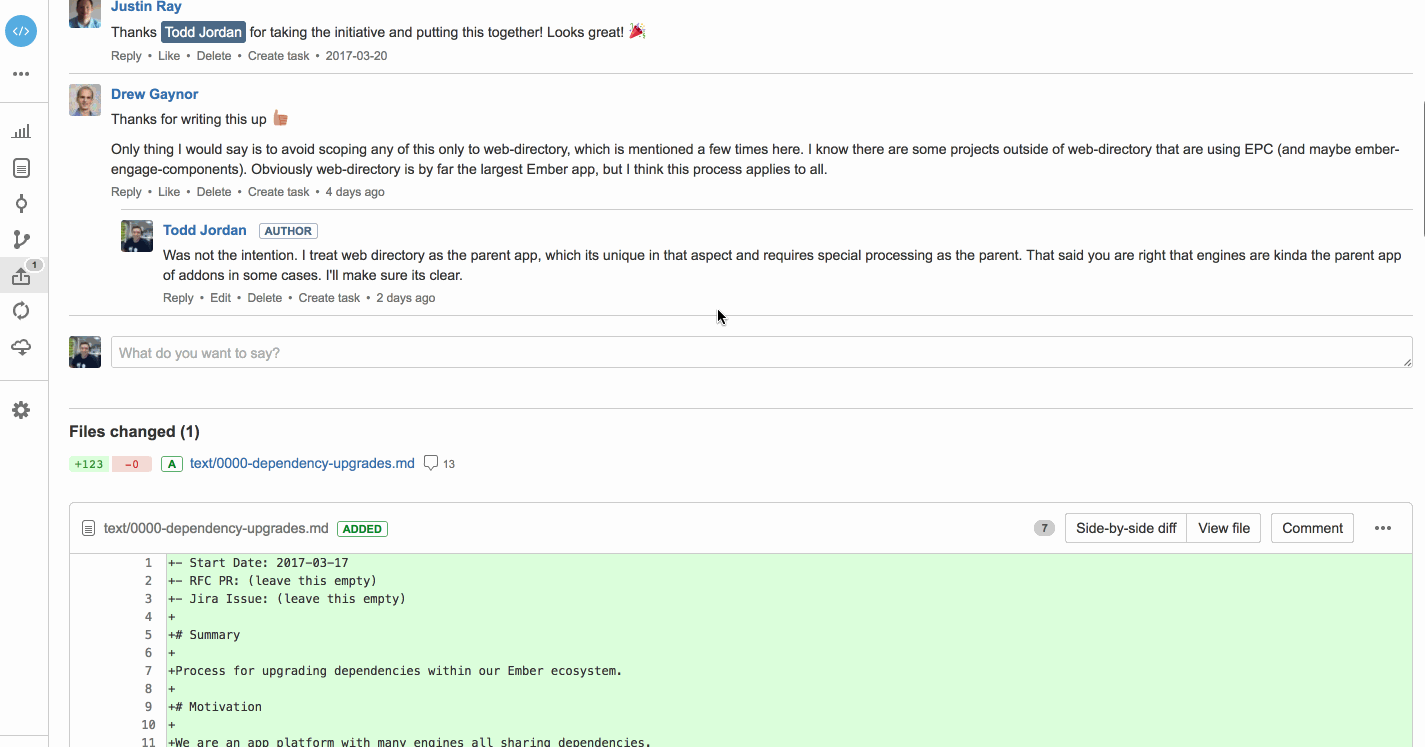 Justin Ray
Thanks Todd Jordan for taking the initiative and putting this together! Looks great! 🎉
Reply • Like • Delete • Create task • 2017-03-20
Drew Gaynor
Thanks for writing this up 👍🏽
Only thing I would say is to avoid scoping any of this only to web-directory, which is mentioned a few times here. I know there are some projects outside of web-directory that are using EPC (and maybe ember-
engage-components). Obviously web-directory is by far the largest Ember app, but I think this process applies to all.
Reply • Like • Delete • Create task • 4 days ago
Todd Jordan AUTHOR
Was not the intention. I treat web directory as the parent app, which its unique in that aspect and requires special processing as the parent. That said you are right that engines are kinda the parent app
of addons in some cases. I'll make sure its clear.
Reply • Edit • Delete • Create task • 2 days ago
1
What do you want to say?
Files changed (1)
+123 -0 A text/0000-dependency-upgrades.md 13
text/0000-dependency-upgrades.md ADDED 7 Side-by-side diff View file Comment •••
1 +- Start Date: 2017-03-17
2 +- RFC PR: (leave this empty)
3 +- Jira Issue: (leave this empty)
4 +
5 +# Summary
6 +
7 +Process for upgrading dependencies within our Ember ecosystem.
8 +
9 +# Motivation
10 +
11 +We are an app platform with many engines all sharing dependencies.